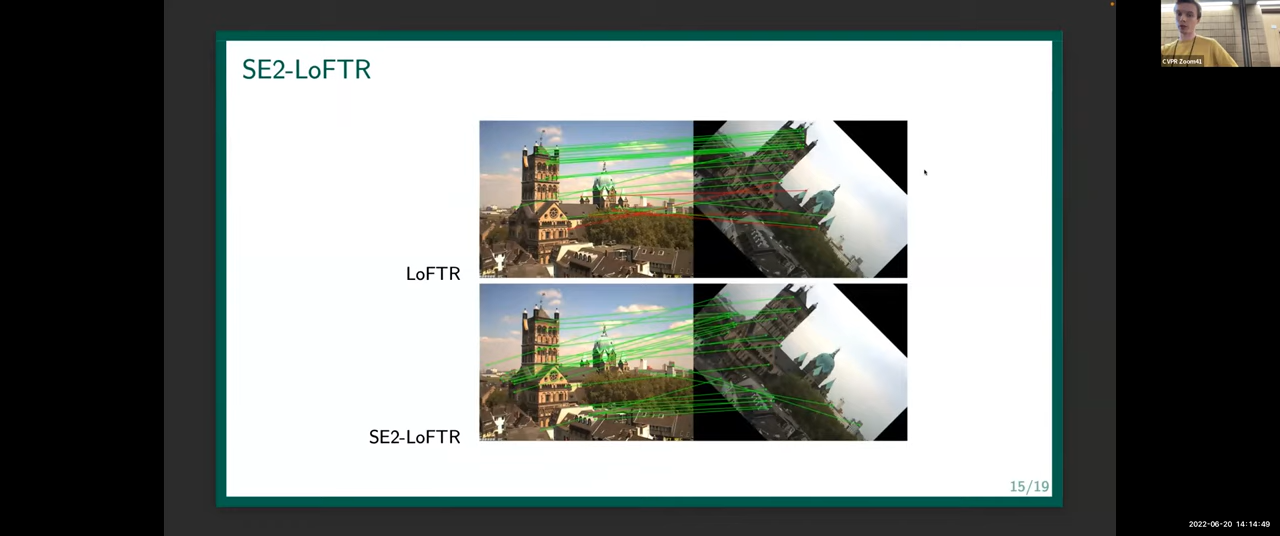 SE2-LoFTR
CVPR Zoom41
LoFTR
SE2-LoFTR
15/19
2022-06-20 14:14:49